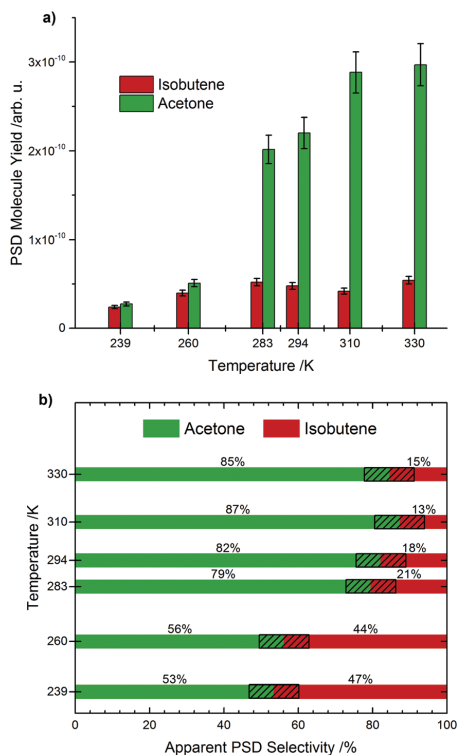 a)
3x10-10
2x10-10
1x10-10
0
PSD Molecule Yield /arb. u.
Isobutene
Acetone
239 260 283 294 310 330
Temperature /K
b)
Acetone Isobutene
330 85% 15%
310 87% 13%
294 82% 18%
283 79% 21%
260 56% 44%
239 53% 47%
Temperature /K
0 20 40 60 80 100
Apparent PSD Selectivity /%